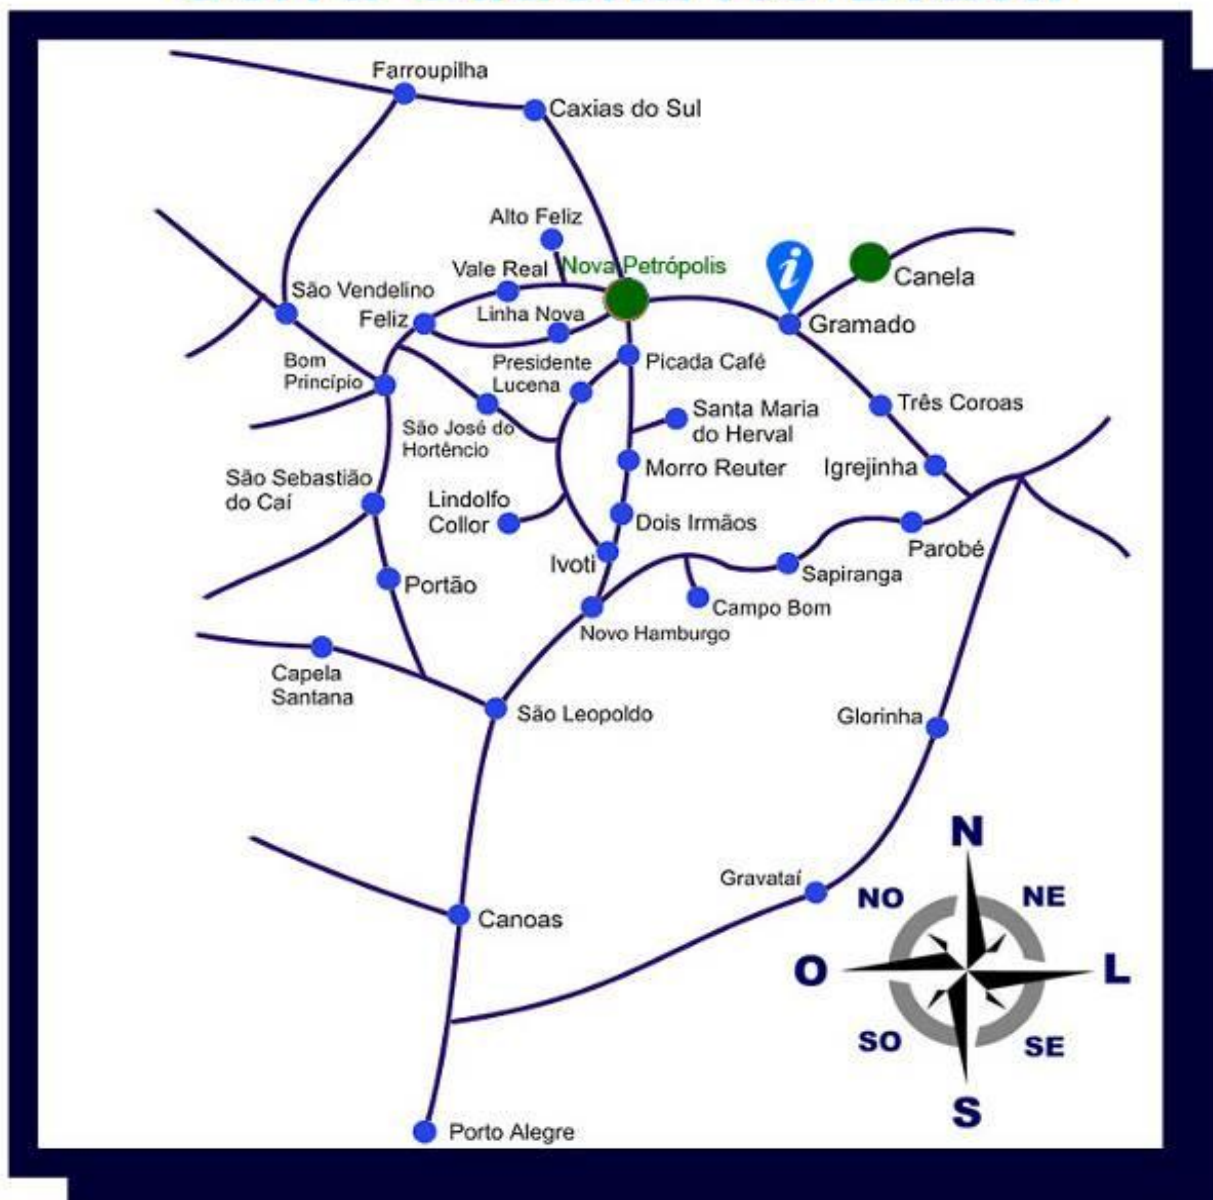 Farroupilha
Caxias do Sul
Alto Feliz
Vale Real
Nova Petrópolis
i
Canela
São Vendelino
Feliz
Linha Nova
Gramado
Bom
Princípio
Presidente
Lucena
Picada Café
Três Coroas
São José do
Hortêncio
Santa Maria
do Herval
Igrejinha
São Sebastião
do Caí
Morro Reuter
Lindolfo
Collor
Dois Irmãos
Parobé
Ivoti
Sapiranga
Portão
Campo Bom
Novo Hamburgo
Capela
Santana
São Leopoldo
Glorinha
Gravataí
Canoas
Porto Alegre
N
NO
NE
O
L
SO
SE
S